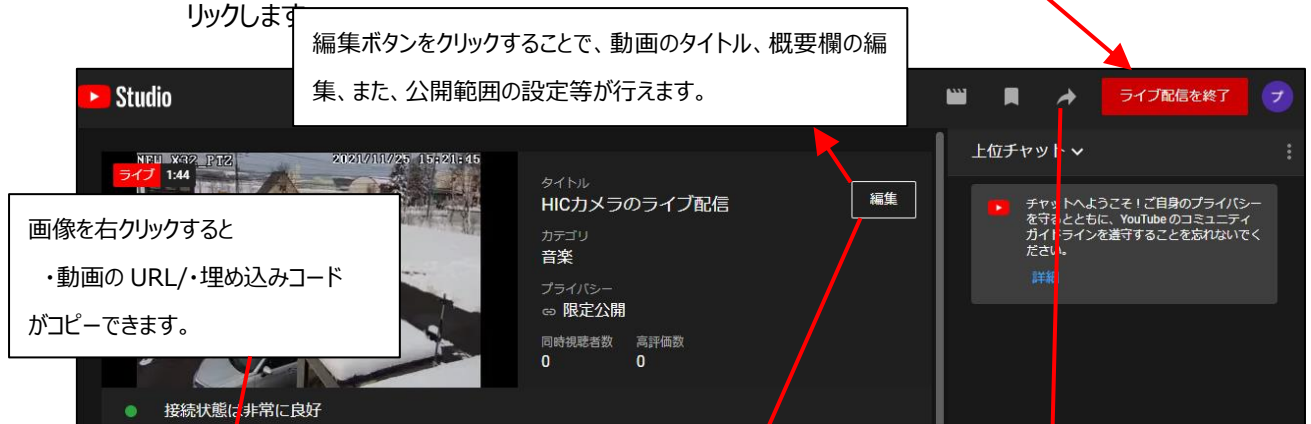 リックします
編集ボタンをクリックすることで、動画のタイトル、概要欄の編
集、また、公開範囲の設定等が行えます。
Studio
ライブ配信を終了
プ
上位チャット
2021/11/25 15:21:45
ライブ 1:44
タイトル
HICカメラのライブ配信
編集
カテゴリ
音楽
プライバシー
限定公開
同時視聴者数 高評価数
0 0
チャットへようこそ!ご自身のプライバシー
を守るとともに、YouTube のコミュニティ
ガイドラインを遵守することを忘れないでく
ださい。
詳細
画像を右クリックすると
・動画の URL/・埋め込みコード
がコピーできます。
接続状態は非常に良好